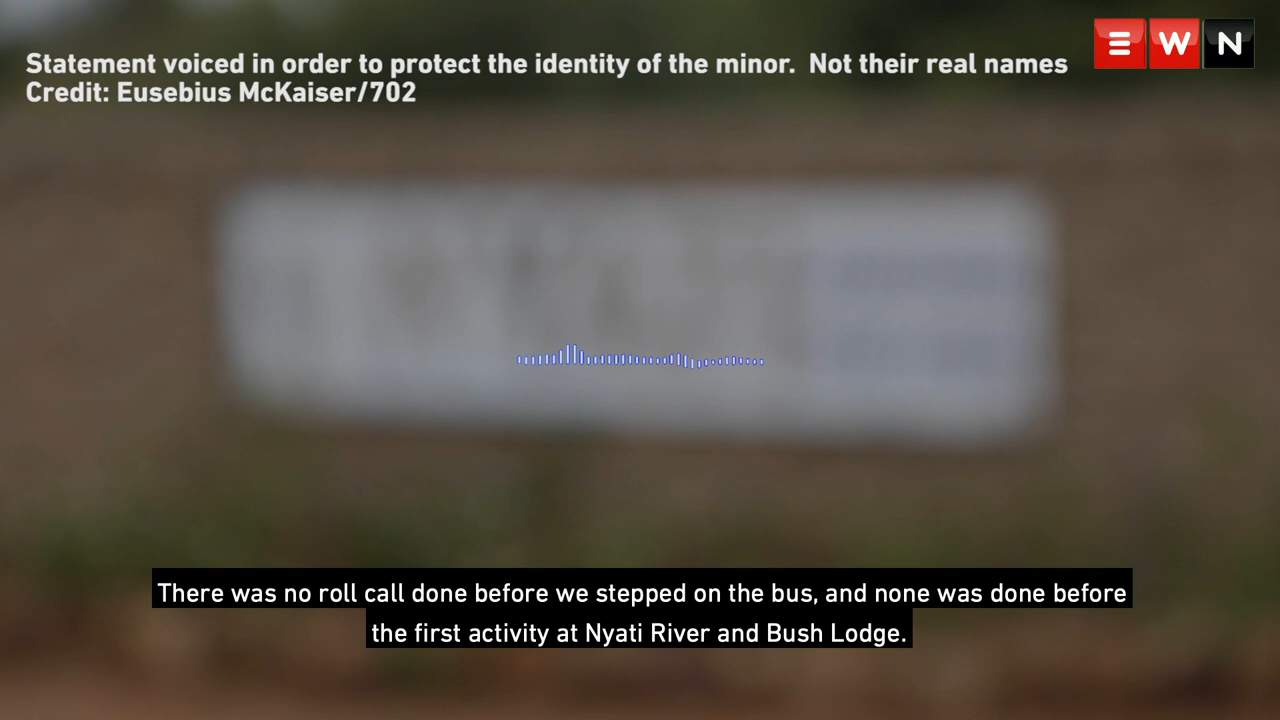 Statement voiced in order to protect the identity of the minor.  Not their real names
Credit: Eusebius McKaiser/702
EWN
There was no roll call done before we stepped on the bus, and none was done before
the first activity at Nyati River and Bush Lodge.